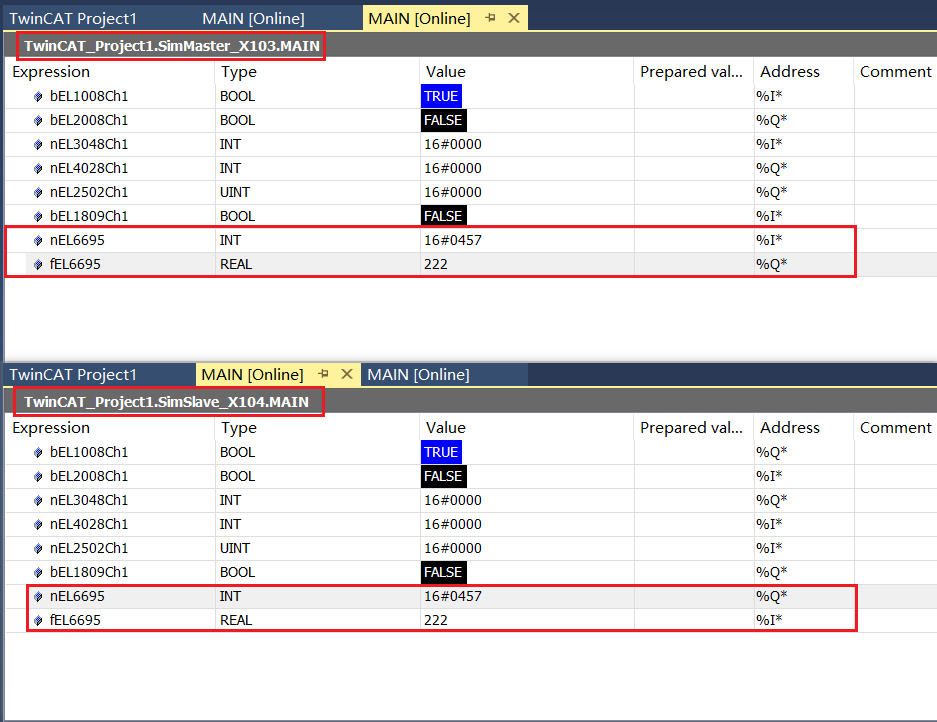 TwinCAT Project1 MAIN [Online] MAIN [Online]
TwinCAT_Project1.SimMaster_X103.MAIN
Expression Type Value Prepared val... Address Comment
bEL1008Ch1 BOOL TRUE %I*
bEL2008Ch1 BOOL FALSE %Q*
nEL3048Ch1 INT 16#0000 %I*
nEL4028Ch1 INT 16#0000 %Q*
nEL2502Ch1 UINT 16#0000 %Q*
bEL1809Ch1 BOOL FALSE %I*
nEL6695 INT 16#0457 %I*
fEL6695 REAL 222 %Q*
TwinCAT Project1 MAIN [Online] MAIN [Online]
TwinCAT_Project1.SimSlave_X104.MAIN
Expression Type Value Prepared val... Address Comment
bEL1008Ch1 BOOL TRUE %Q*
bEL2008Ch1 BOOL FALSE %I*
nEL3048Ch1 INT 16#0000 %Q*
nEL4028Ch1 INT 16#0000 %I*
nEL2502Ch1 UINT 16#0000 %I*
bEL1809Ch1 BOOL FALSE %Q*
nEL6695 INT 16#0457 %Q*
fEL6695 REAL 222 %I*